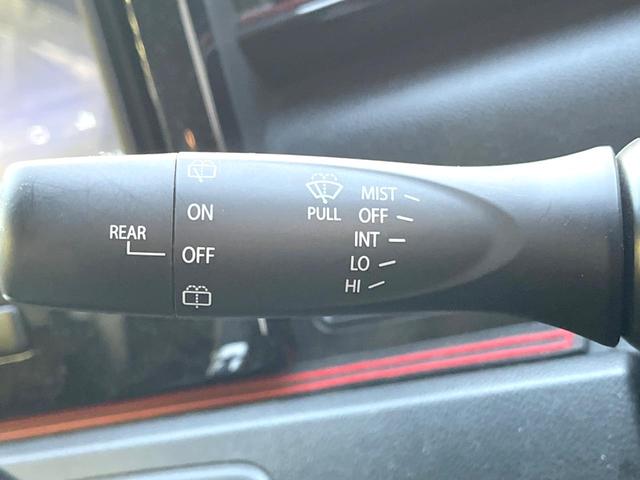 REAR
ON
OFF
PULL
MIST
OFF
INT
LO
HI